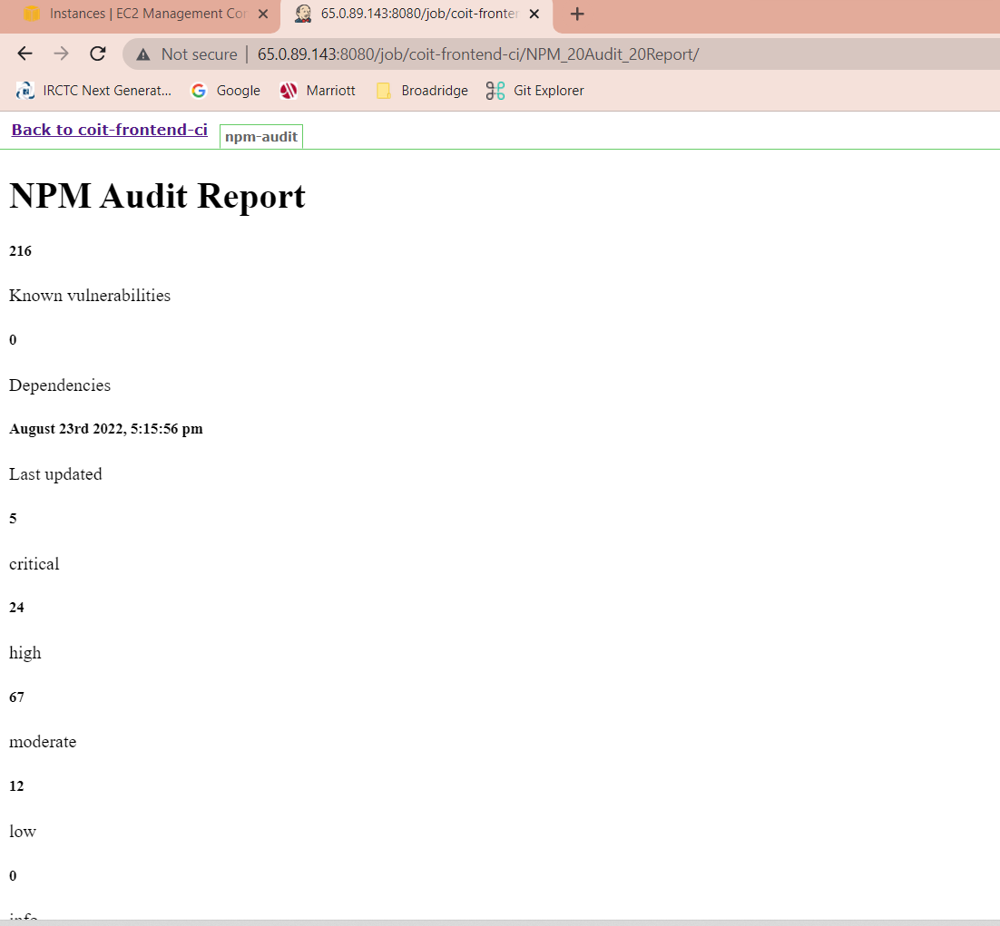 Instances | EC2 Management Con
65.0.89.143:8080/job/coit-fronten
Not secure | 65.0.89.143:8080/job/coit-frontend-ci/NPM_20Audit_20Report/
IRCTC Next Generat... Google Marriott Broadridge Git Explorer
Back to coit-frontend-ci npm-audit
NPM Audit Report
216
Known vulnerabilities
0
Dependencies
August 23rd 2022, 5:15:56 pm
Last updated
5
critical
24
high
67
moderate
12
low
0
info